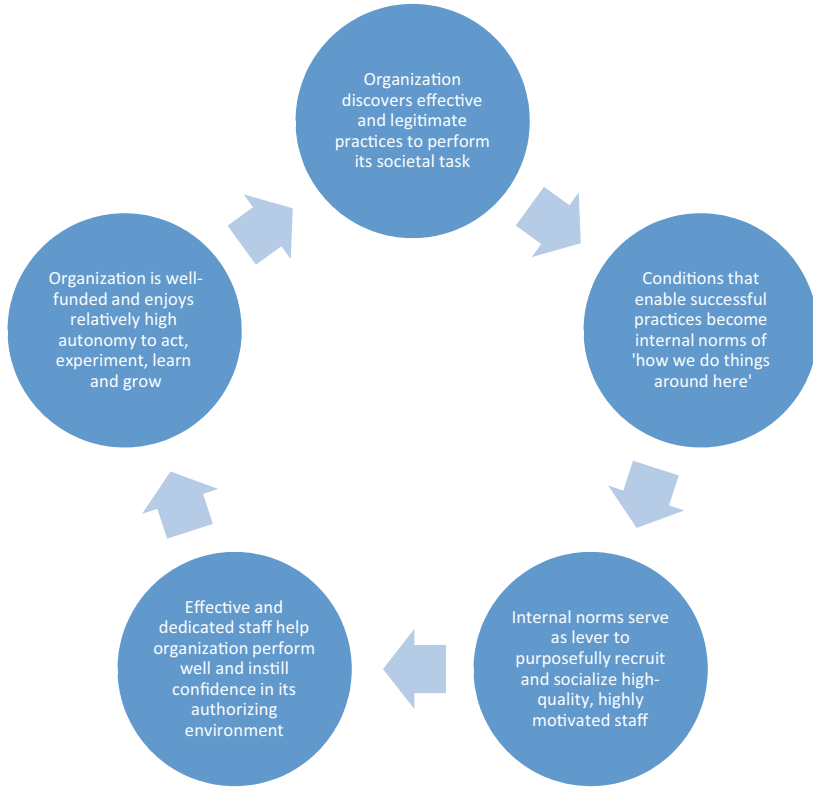 Organization
discovers effective
and legitimate
practices to perform
its societal task
Conditions that
enable successful
practices become
internal norms of
'how we do things
around here'
Internal norms serve
as lever to
purposefully recruit
and socialize high-
quality, highly
motivated staff
Effective and
dedicated staff help
organization perform
well and instill
confidence in its
authorizing
environment
Organization is well-
funded and enjoys
relatively high
autonomy to act,
experiment, learn
and grow